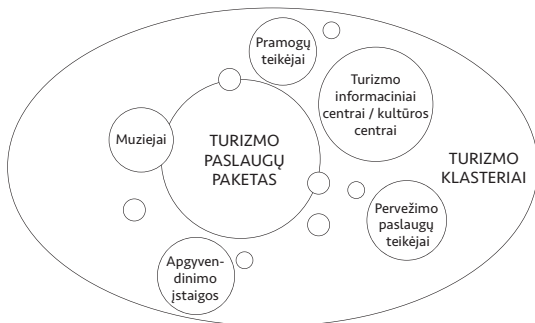 Pramogų
teikėjai
Turizmo
informaciniai
centrai / kultūros
centrai
Muziejai
TURIZMO
PASLAUGŲ
PAKETAS
TURIZMO
KLASTERIAI
Pervežimo
paslaugų
teikėjai
Apgyven-
dinimo
įstaigos